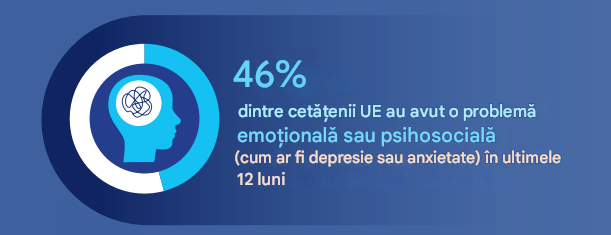 46%
dintre cetățenii UE au avut o problemă
emoțională sau psihosocială
(cum ar fi depresie sau anxietate) în ultimele
12 luni